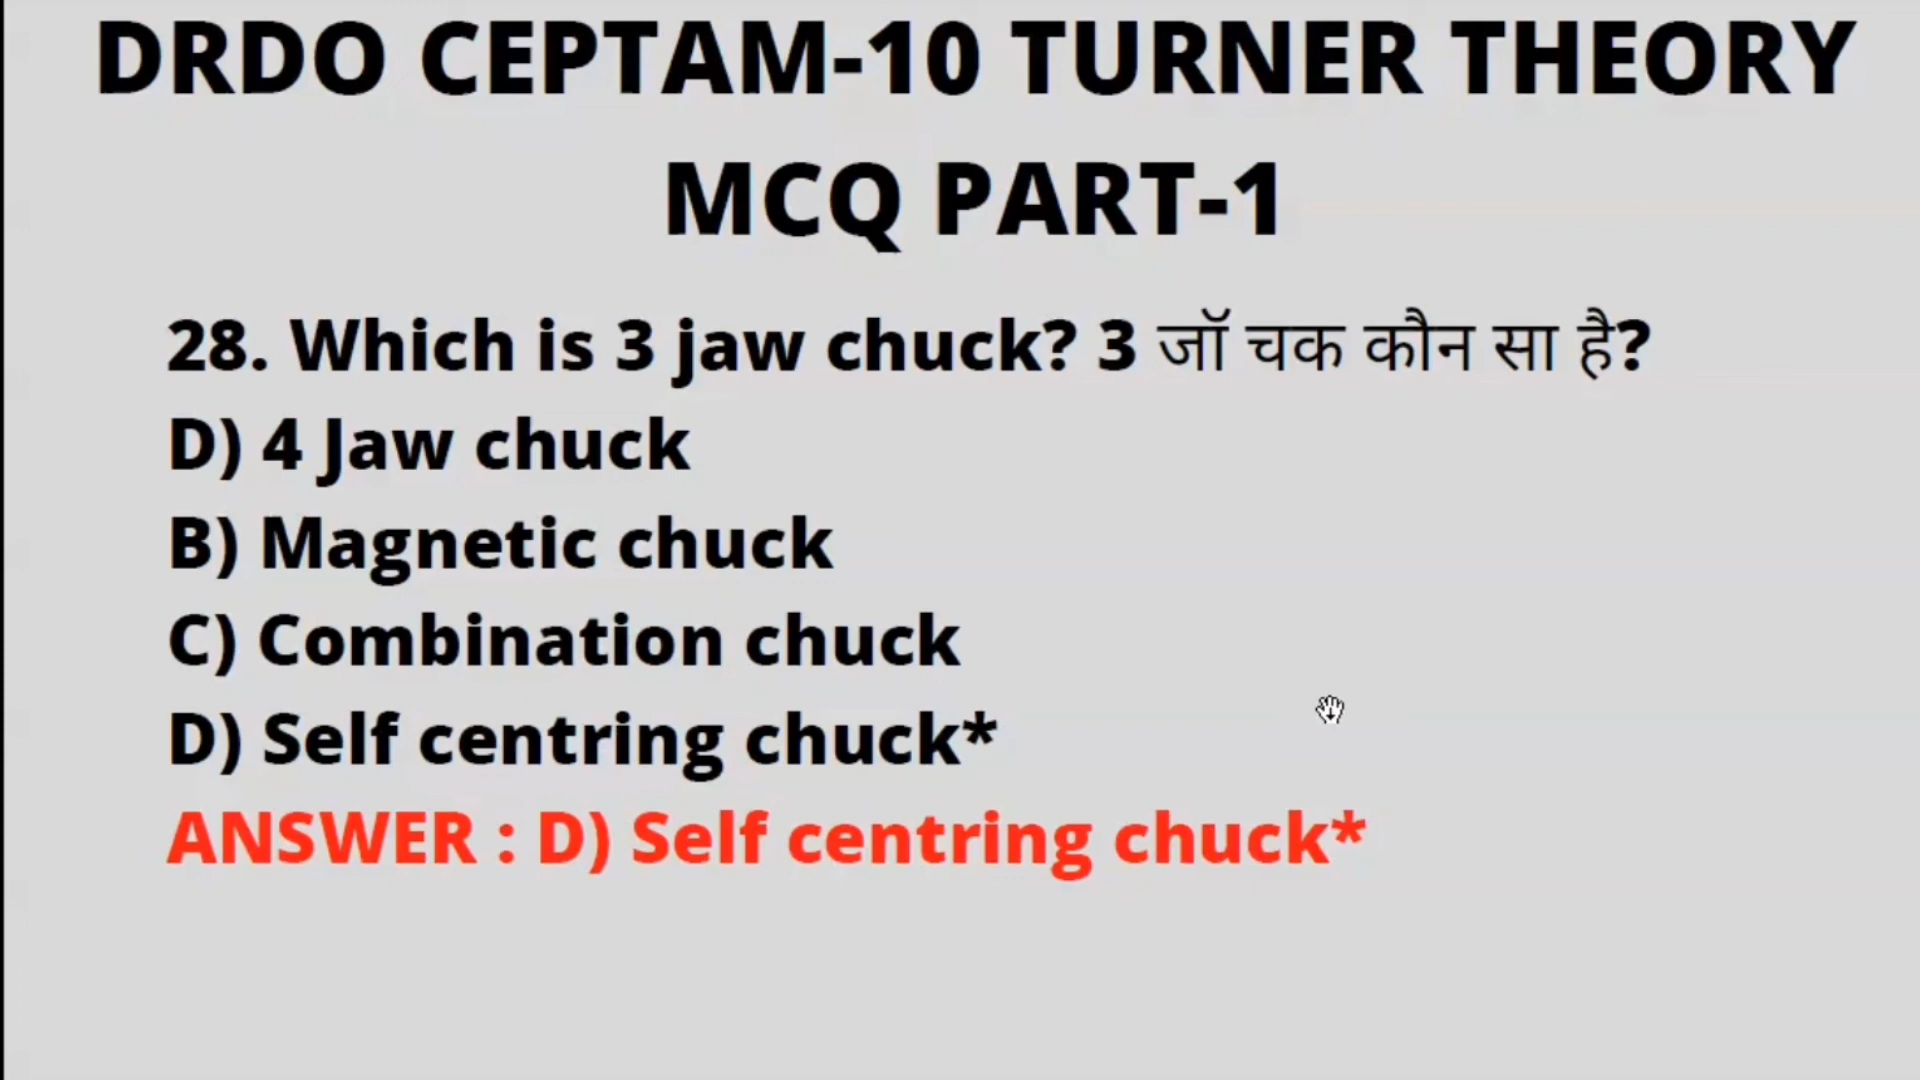 DRDO CEPTAM-10 TURNER THEORY
MCQ PART-1
28. Which is 3 jaw chuck? 3 जॉ चक कौन सा है?
D) 4 Jaw chuck
B) Magnetic chuck
C) Combination chuck
D) Self centring chuck*
ANSWER : D) Self centring chuck*